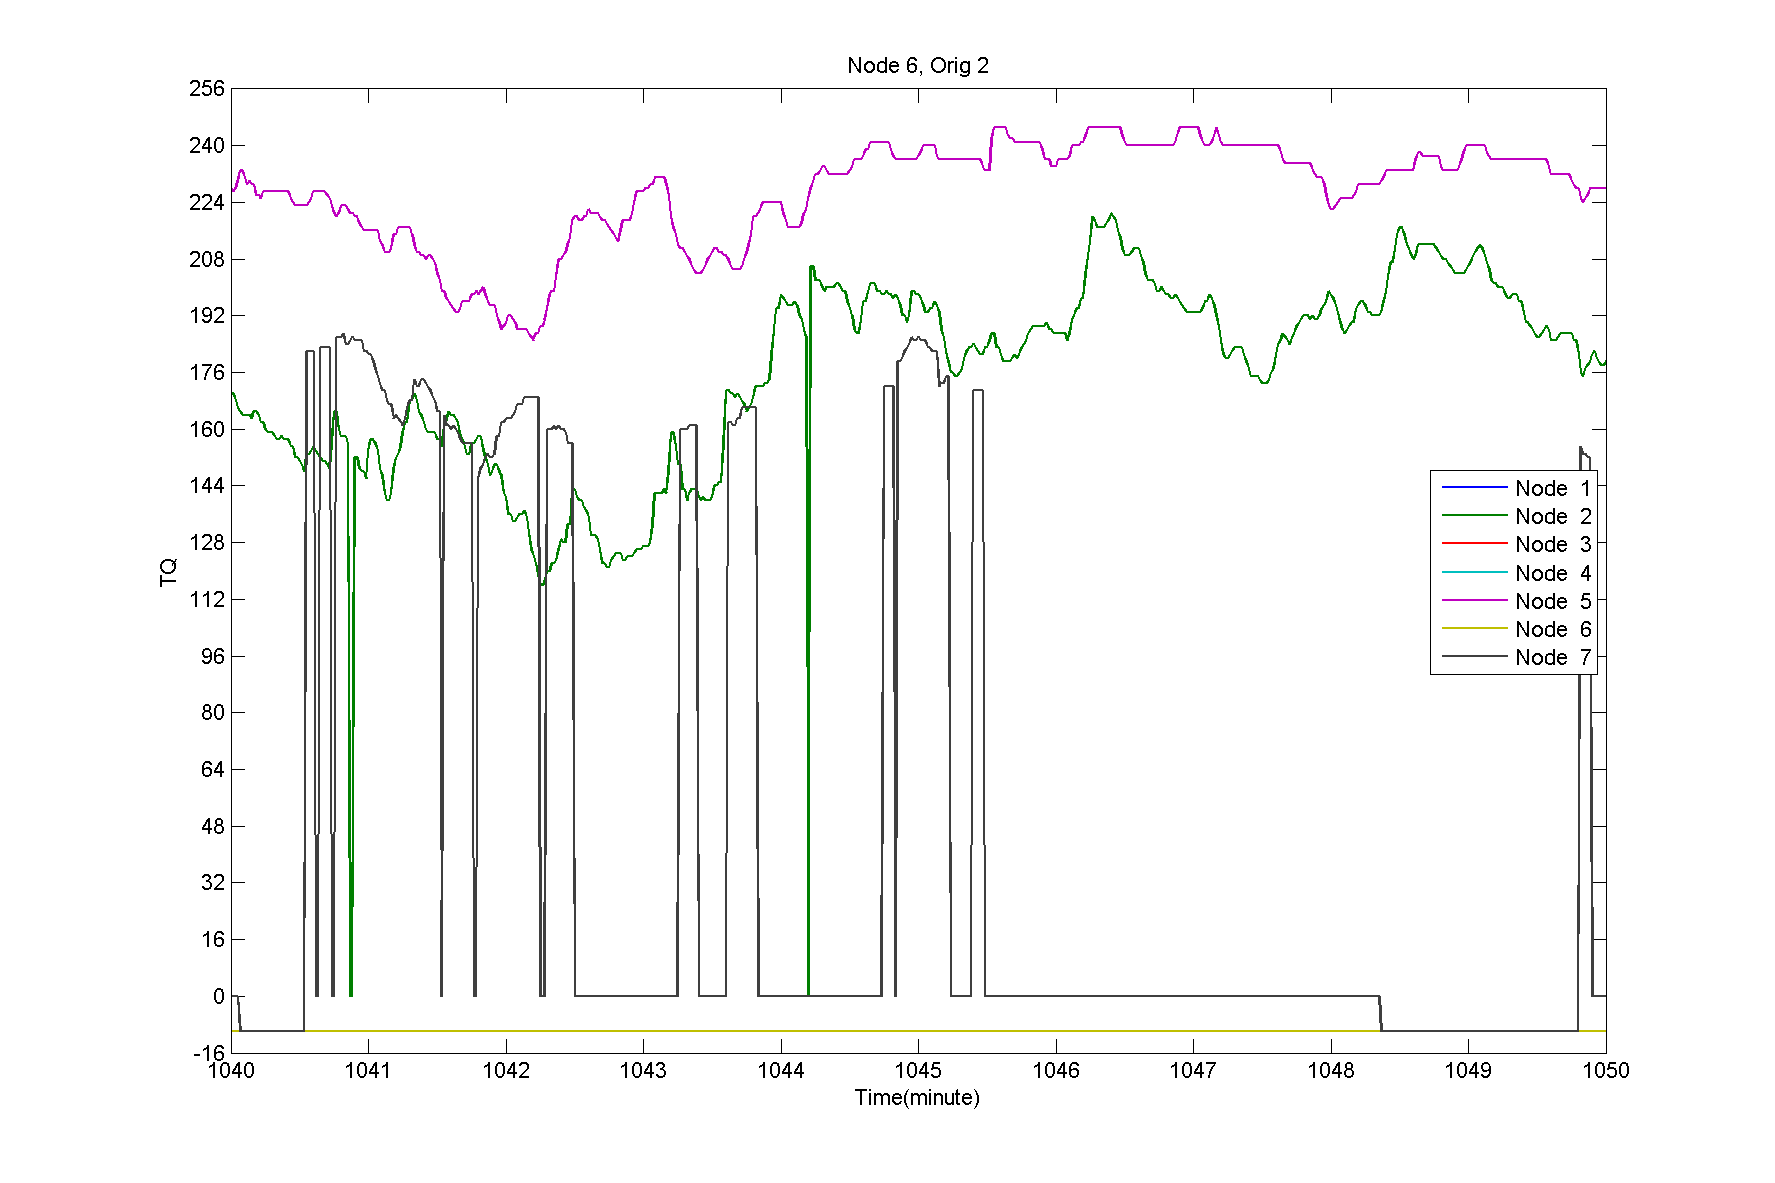 Node 6, Orig 2
256
240
224
208
192
176
160
144
128
112
96
80
64
48
32
16
0
-16
TQ
Node 1
Node 2
Node 3
Node 4
Node 5
Node 6
Node 7
1040 1041 1042 1043 1044 1045 1046 1047 1048 1049 1050
Time(minute)